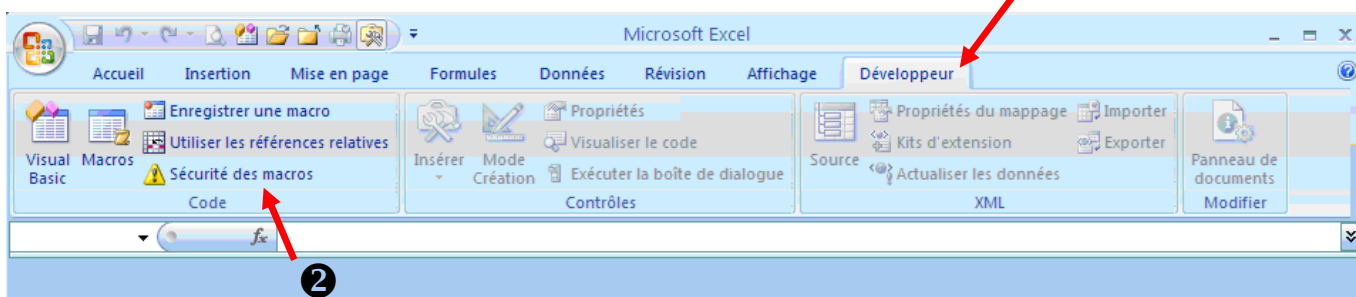 Microsoft Excel
Accueil Insertion Mise en page Formules Données Révision Affichage Développeur
Visual Basic
Macros
Enregistrer une macro
Utiliser les références relatives
Sécurité des macros
Code
Insérer
Mode Création
Propriétés
Visualiser le code
Exécuter la boîte de dialogue
Contrôles
Source
Propriétés du mappage
Kits d'extension
Actualiser les données
Importer
Exporter
XML
Panneau de documents
Modifier
fx
❷